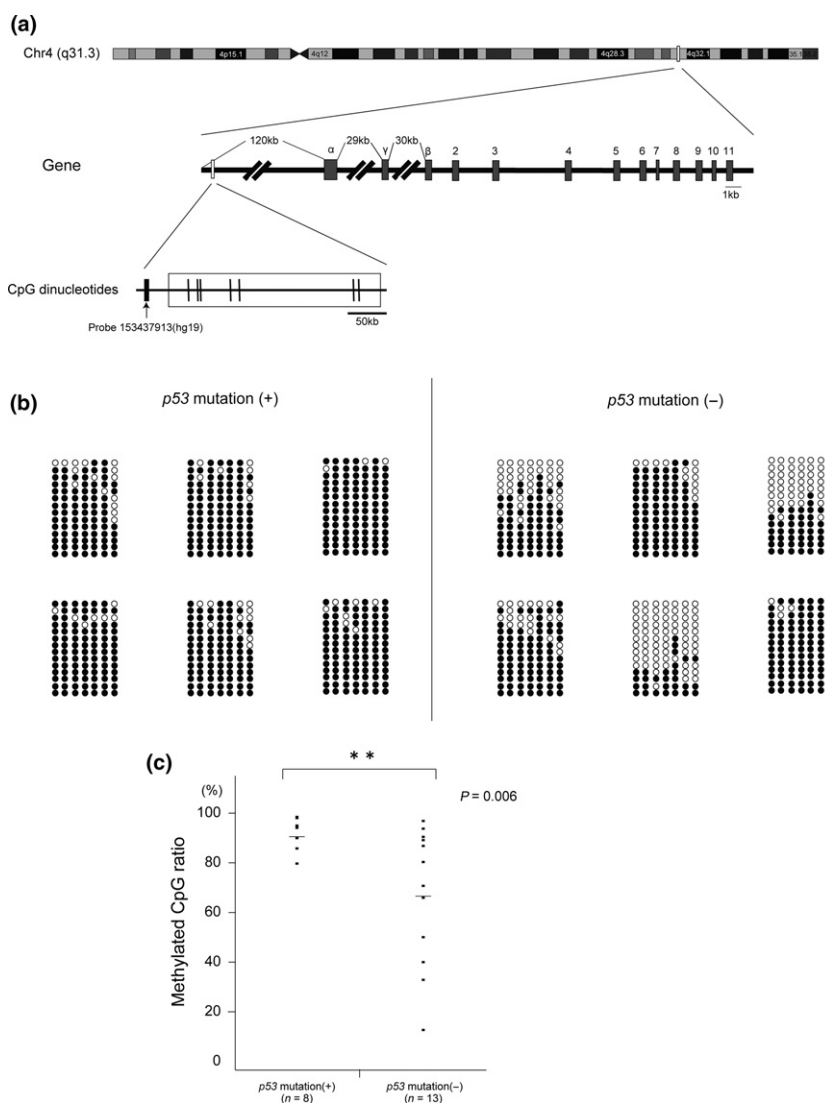 (a)
Chr4 (q31.3)
4p15.1
4q12
4q28.3
4q32.1
35.1
120kb
α
29kb
γ
30kb
β
2
3
4
5
6
7
8
9
10
11
Gene
1kb
CpG dinucleotides
50kb
Probe 153437913(hg19)
(b)
p53 mutation (+)
p53 mutation (–)
(c)
**
(%)
P = 0.006
100
80
60
40
20
0
Methylated CpG ratio
p53 mutation(+)
(n = 8)
p53 mutation(–)
(n = 13)